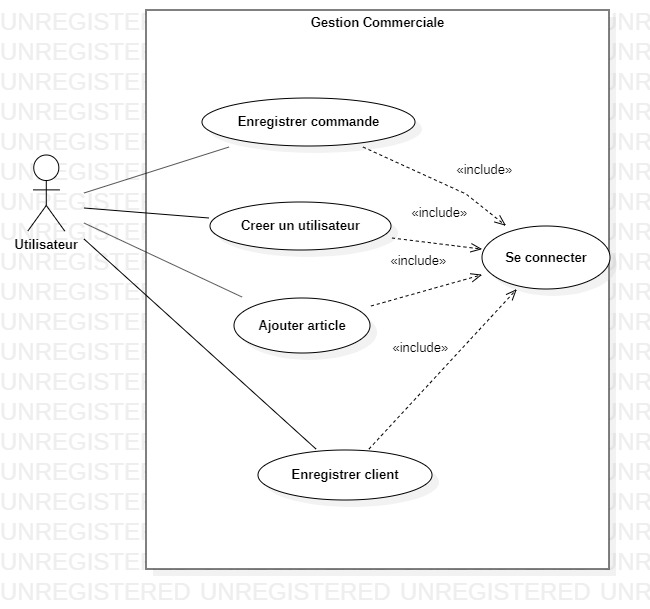 Gestion Commerciale
Enregistrer commande
«include»
«include»
Creer un utilisateur
Utilisateur
Se connecter
«include»
Ajouter article
«include»
Enregistrer client
UNREGISTERED UNREGISTERED UNREGISTERED UNR